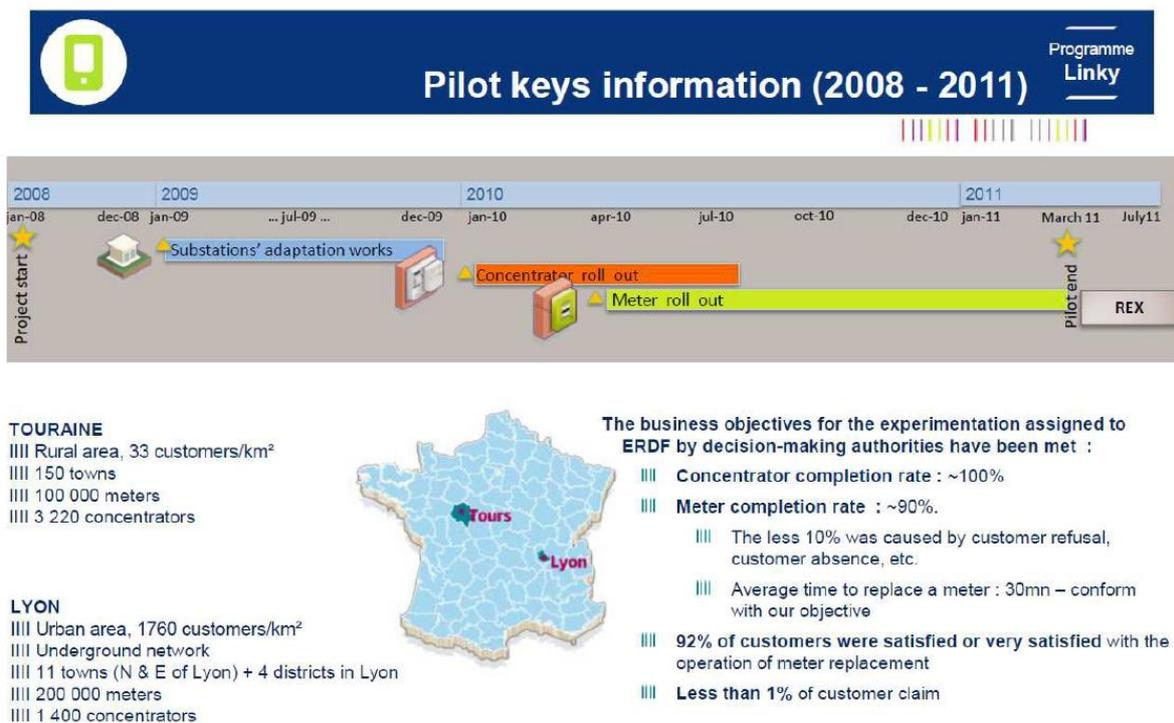 Pilot keys information (2008 - 2011)
Programme
Linky
2008 2009 2010 2011
jan-08 dec-08 jan-09 ... jul-09 ... dec-09 jan-10 apr-10 jul-10 oct-10 dec-10 jan-11 March 11 July11
Project start
Substations' adaptation works
Concentrator roll out
Meter roll out
Pilot end
REX
TOURAINE
Rural area, 33 customers/km²
150 towns
100 000 meters
3 220 concentrators
LYON
Urban area, 1760 customers/km²
Underground network
11 towns (N & E of Lyon) + 4 districts in Lyon
200 000 meters
1 400 concentrators
Tours
Lyon
The business objectives for the experimentation assigned to
ERDF by decision-making authorities have been met :
Concentrator completion rate : ~100%
Meter completion rate : ~90%.
The less 10% was caused by customer refusal,
customer absence, etc.
Average time to replace a meter : 30mn – conform
with our objective
92% of customers were satisfied or very satisfied with the
operation of meter replacement
Less than 1% of customer claim